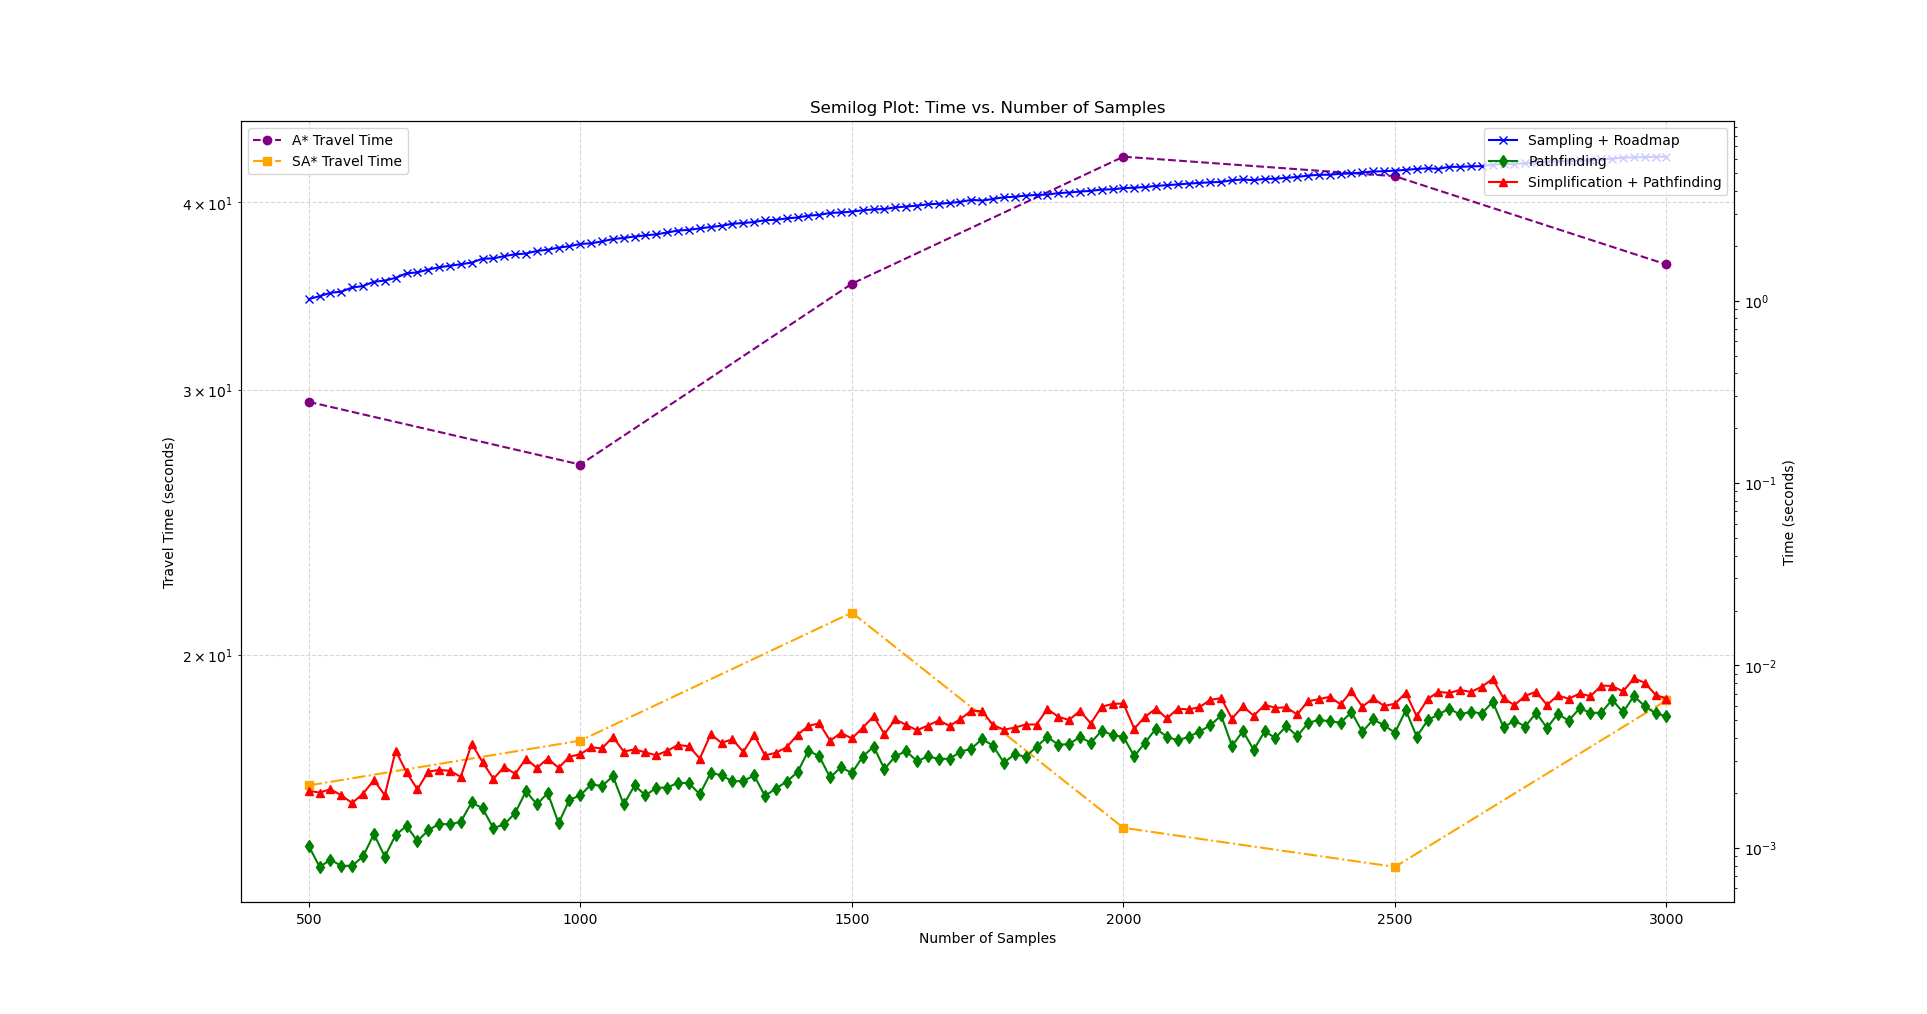 Semilog Plot: Time vs. Number of Samples
A* Travel Time
SA* Travel Time
Sampling + Roadmap
Pathfinding
Simplification + Pathfinding
4 × 10¹
3 × 10¹
2 × 10¹
Travel Time (seconds)
10⁰
10⁻¹
10⁻²
10⁻³
Time (seconds)
500 1000 1500 2000 2500 3000
Number of Samples